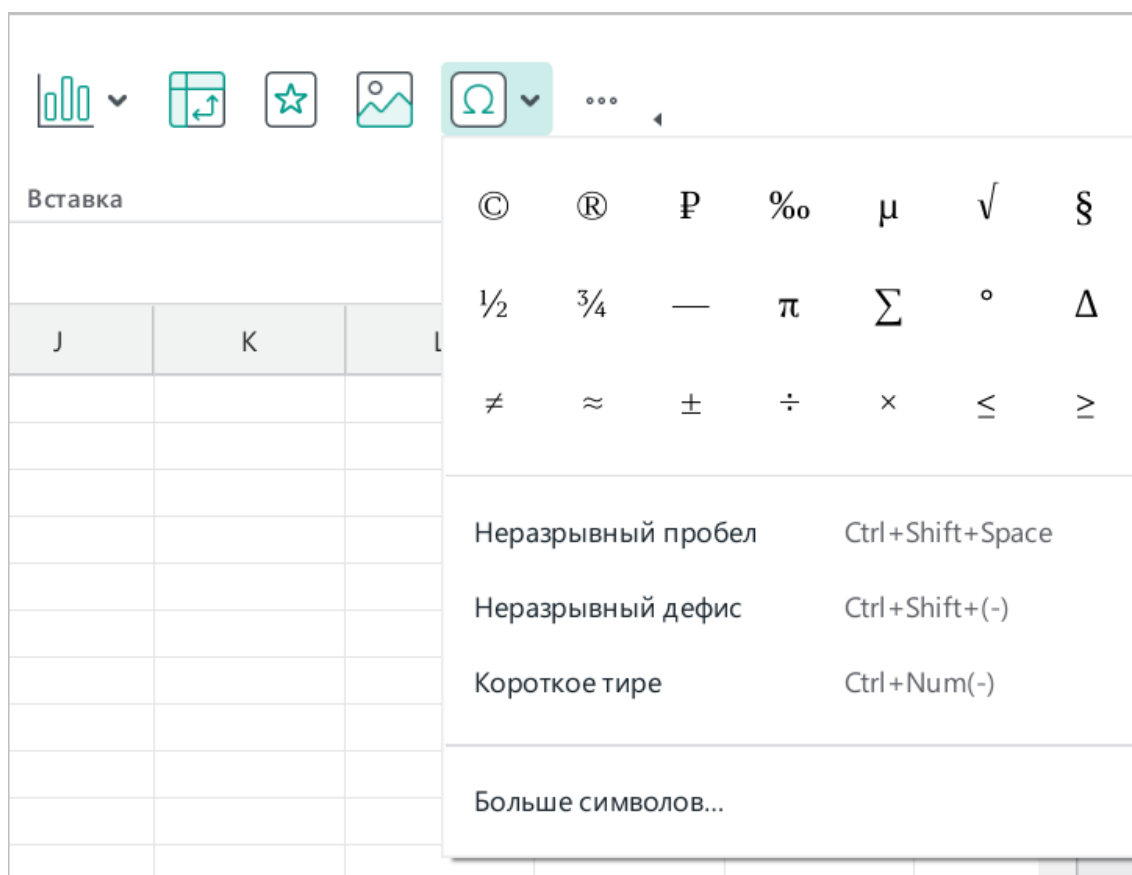 Ω
Вставка
© ® ₽ ‰ µ √ §
½ ¾ — π ∑ ° Δ
≠ ≈ ± ÷ × ≤ ≥
J K
Неразрывный пробел Ctrl+Shift+Space
Неразрывный дефис Ctrl+Shift+(-)
Короткое тире Ctrl+Num(-)
Больше символов...